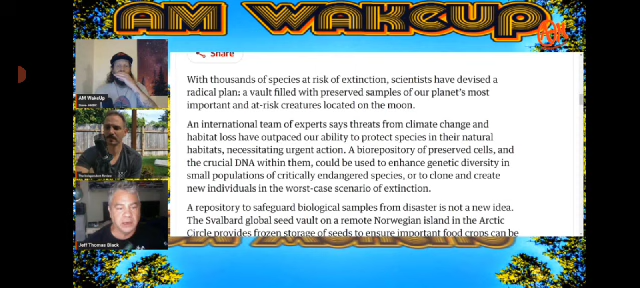 AM WAKEUP
Share
With thousands of species at risk of extinction, scientists have devised a
radical plan: a vault filled with preserved samples of our planet's most
important and at-risk creatures located on the moon.
An international team of experts says threats from climate change and
habitat loss have outpaced our ability to protect species in their natural
habitats, necessitating urgent action. A biorepository of preserved cells, and
the crucial DNA within them, could be used to enhance genetic diversity in
small populations of critically endangered species, or to clone and create
new individuals in the worst-case scenario of extinction.
A repository to safeguard biological samples from disaster is not a new idea.
The Svalbard global seed vault on a remote Norwegian island in the Arctic
Circle provides frozen storage of seeds to ensure important food crops can be
AM WakeUp
The Independent Review
Jeff Thomas Black